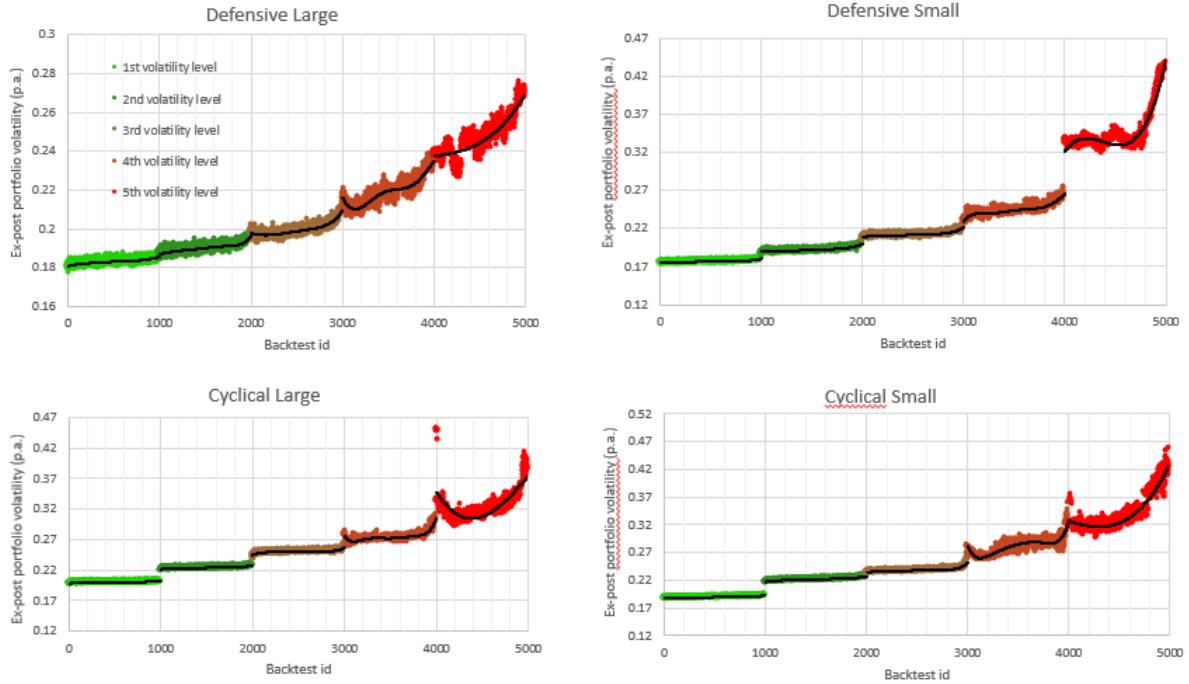 Defensive Large
Ex-post portfolio volatility (p.a.)
0.3
0.28
0.26
0.24
0.22
0.2
0.18
0.16
1st volatility level
2nd volatility level
3rd volatility level
4th volatility level
5th volatility level
0 1000 2000 3000 4000 5000
Backtest id
Defensive Small
Ex-post portfolio volatility (p.a.)
0.47
0.42
0.37
0.32
0.27
0.22
0.17
0.12
0 1000 2000 3000 4000 5000
Backtest id
Cyclical Large
Ex-post portfolio volatility (p.a.)
0.47
0.42
0.37
0.32
0.27
0.22
0.17
0.12
0 1000 2000 3000 4000 5000
Backtest id
Cyclical Small
Ex-post portfolio volatility (p.a.)
0.52
0.47
0.42
0.37
0.32
0.27
0.22
0.17
0.12
0 1000 2000 3000 4000 5000
Backtest id